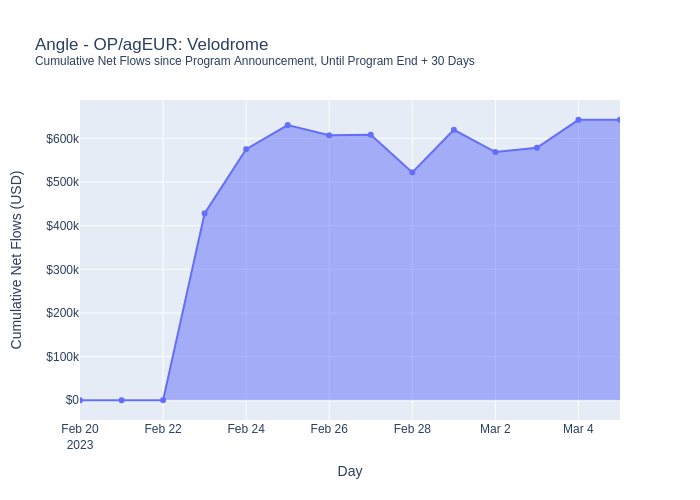 Angle - OP/agEUR: Velodrome
Cumulative Net Flows since Program Announcement, Until Program End + 30 Days
Cumulative Net Flows (USD)
$600k
$500k
$400k
$300k
$200k
$100k
$0
Feb 20 Feb 22 Feb 24 Feb 26 Feb 28 Mar 2 Mar 4
2023
Day